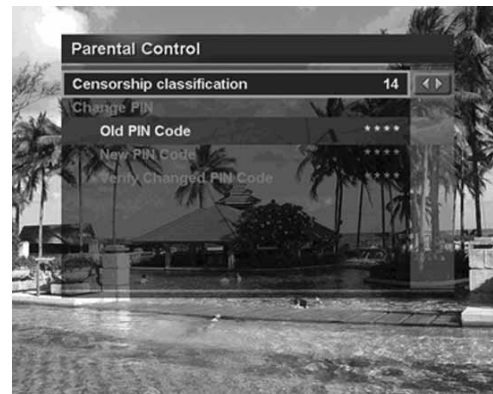 Parental Control
Censorship classification 14
Change PIN
Old PIN Code ****
New PIN Code ****
Verify Changed PIN Code ****